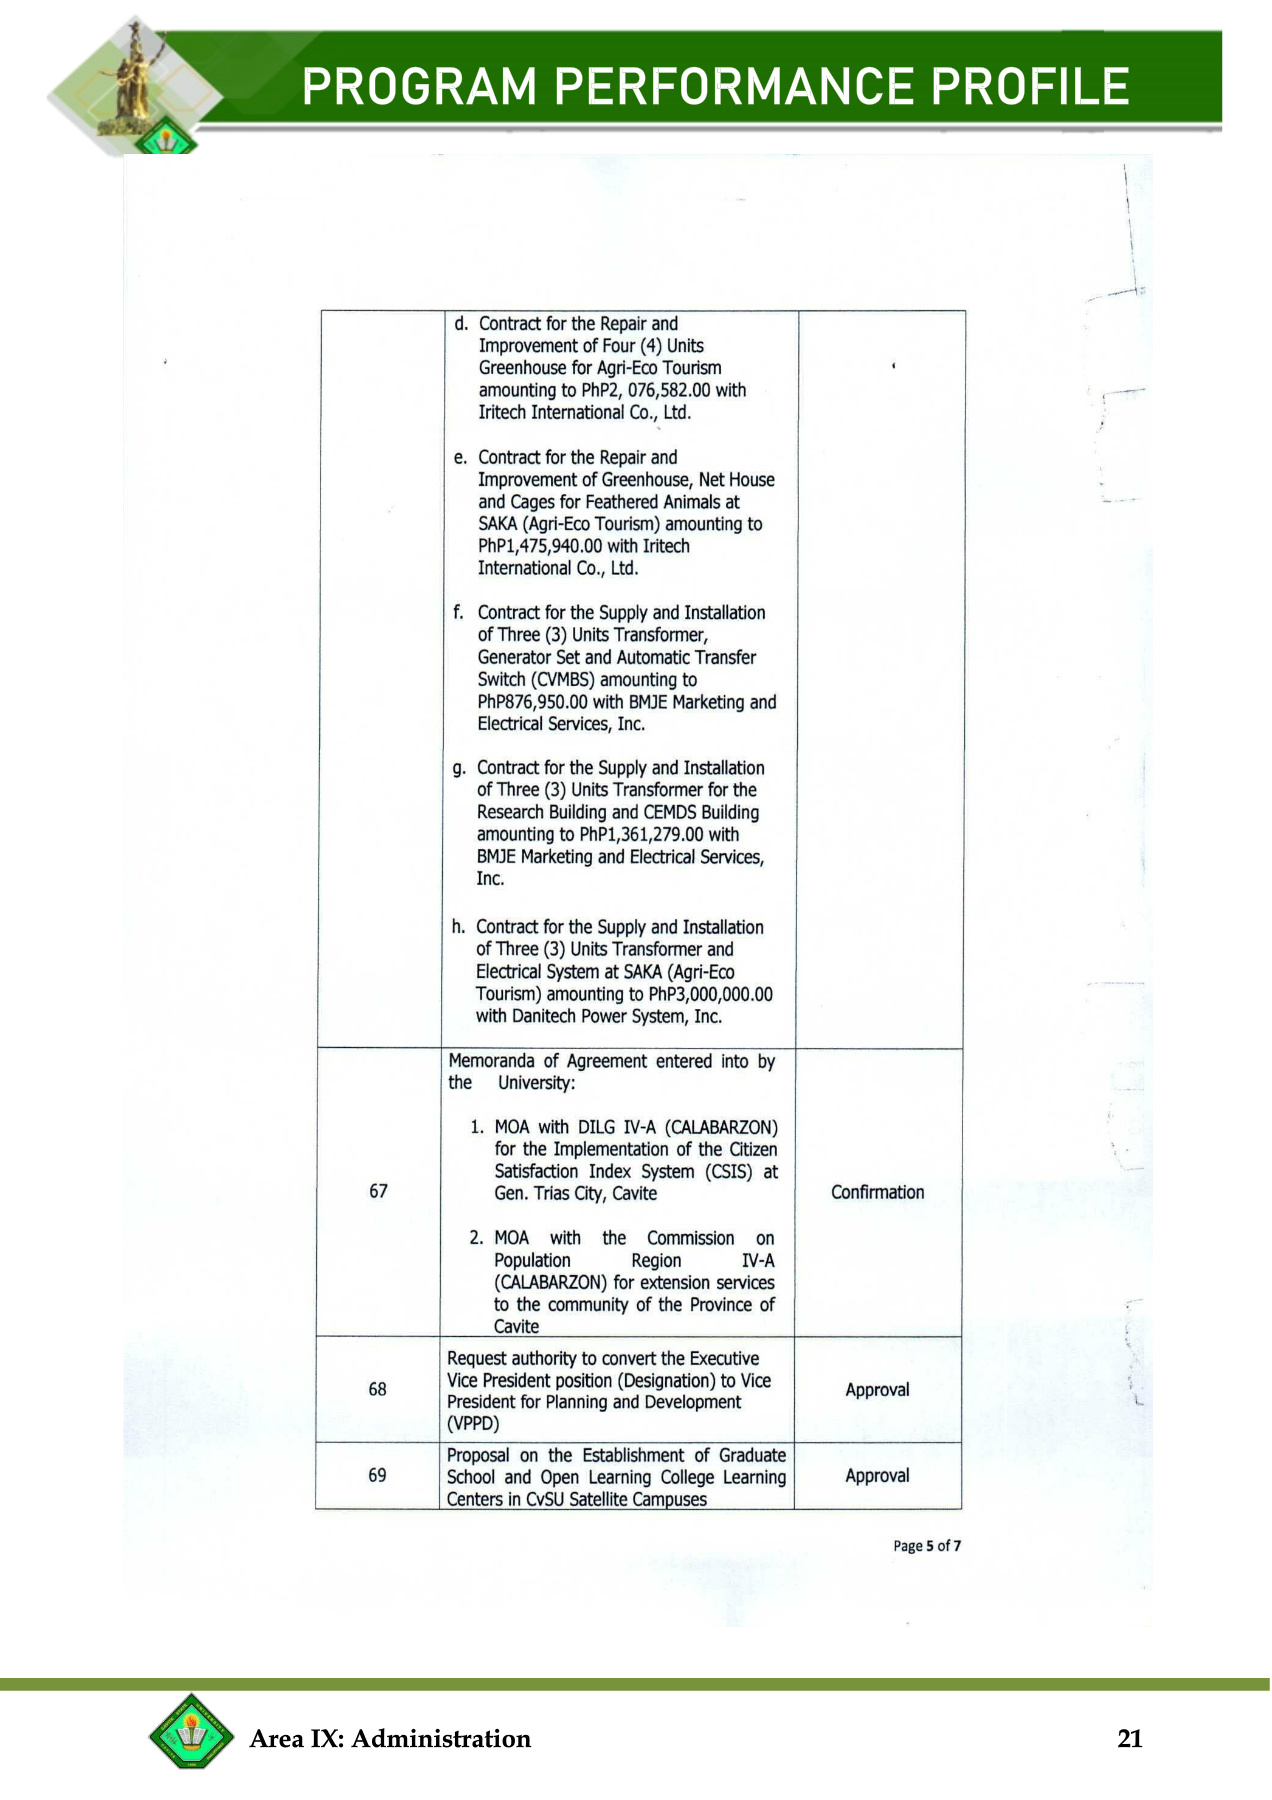 PROGRAM PERFORMANCE PROFILE
d. Contract for the Repair and
Improvement of Four (4) Units
Greenhouse for Agri-Eco Tourism
amounting to PhP2, 076,582.00 with
Iritech International Co., Ltd.
e. Contract for the Repair and
Improvement of Greenhouse, Net House
and Cages for Feathered Animals at
SAKA (Agri-Eco Tourism) amounting to
PhP1,475,940.00 with Iritech
International Co., Ltd.
f. Contract for the Supply and Installation
of Three (3) Units Transformer,
Generator Set and Automatic Transfer
Switch (CVMBS) amounting to
PhP876,950.00 with BMJE Marketing and
Electrical Services, Inc.
g. Contract for the Supply and Installation
of Three (3) Units Transformer for the
Research Building and CEMDS Building
amounting to PhP1,361,279.00 with
BMJE Marketing and Electrical Services,
Inc.
h. Contract for the Supply and Installation
of Three (3) Units Transformer and
Electrical System at SAKA (Agri-Eco
Tourism) amounting to PhP3,000,000.00
with Danitech Power System, Inc.
67
Memoranda of Agreement entered into by
the University:
1. MOA with DILG IV-A (CALABARZON)
for the Implementation of the Citizen
Satisfaction Index System (CSIS) at
Gen. Trias City, Cavite
2. MOA with the Commission on
Population Region IV-A
(CALABARZON) for extension services
to the community of the Province of
Cavite
Confirmation
68
Request authority to convert the Executive
Vice President position (Designation) to Vice
President for Planning and Development
(VPPD)
Approval
69
Proposal on the Establishment of Graduate
School and Open Learning College Learning
Centers in CvSU Satellite Campuses
Approval
Page 5 of 7
Area IX: Administration
21